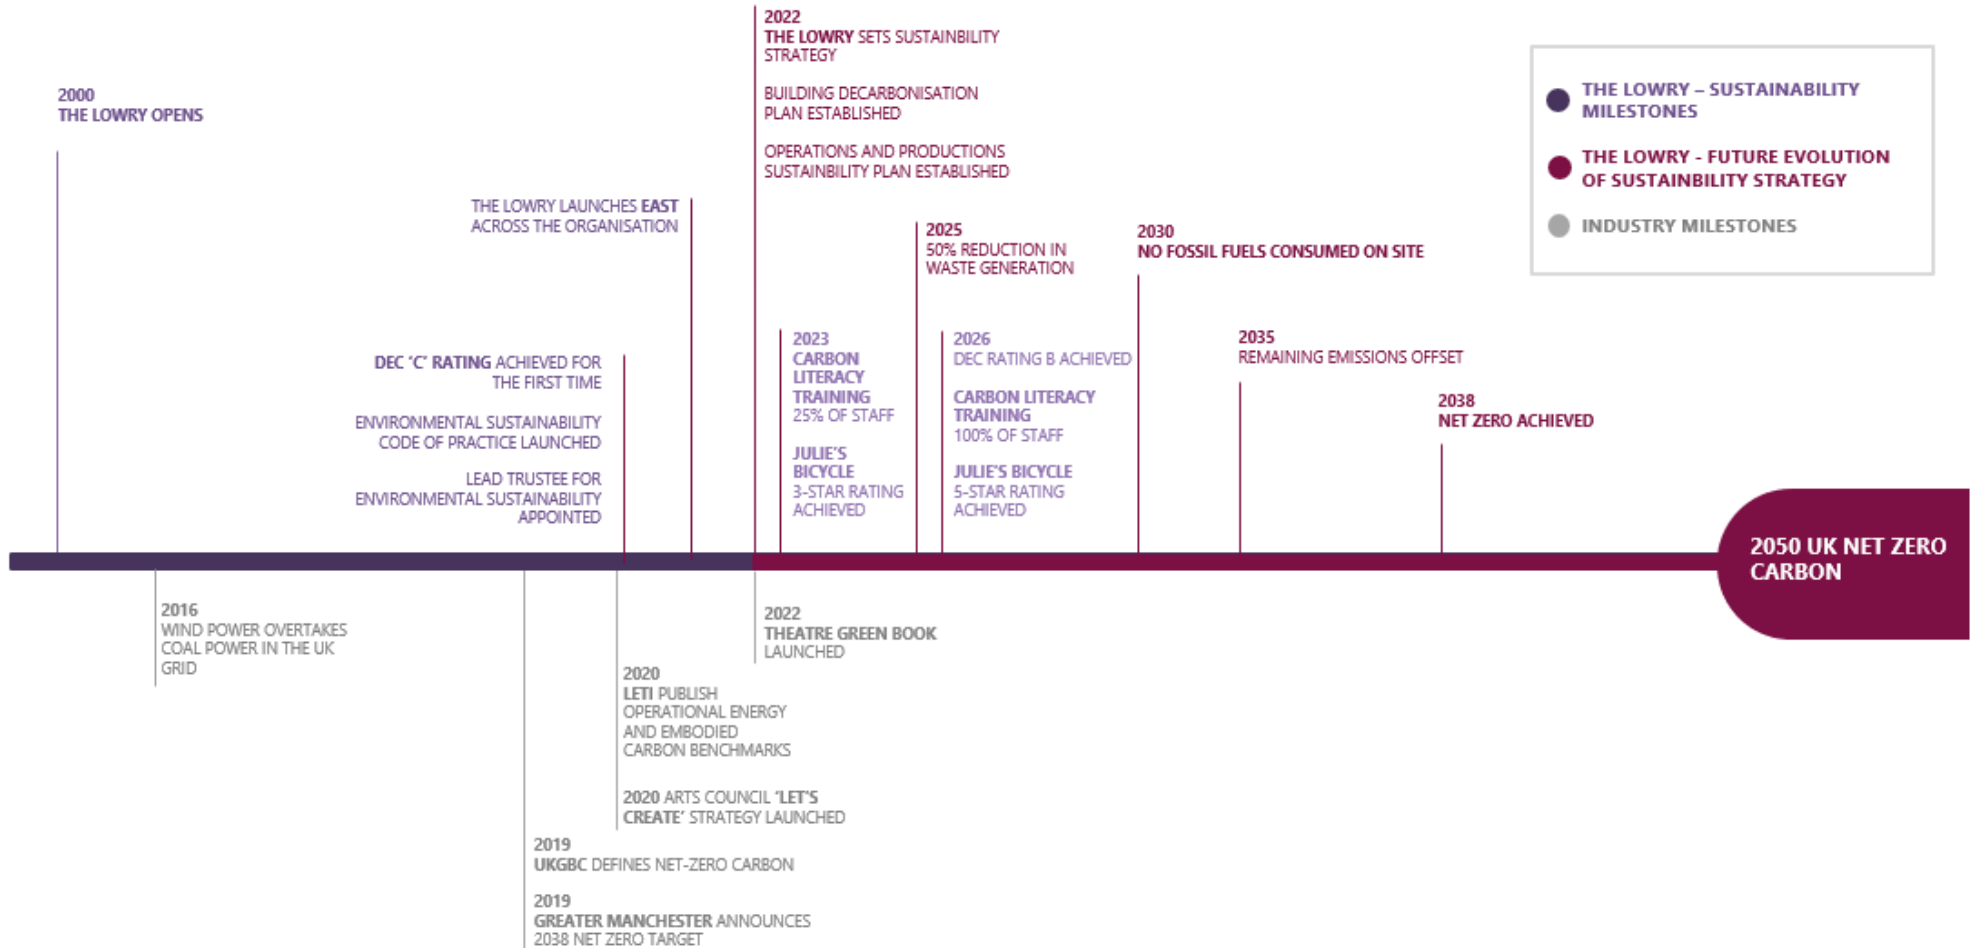 2000
THE LOWRY OPENS
THE LOWRY LAUNCHES EAST
ACROSS THE ORGANISATION
DEC ‘C’ RATING ACHIEVED FOR
THE FIRST TIME
ENVIRONMENTAL SUSTAINABILITY
CODE OF PRACTICE LAUNCHED
LEAD TRUSTEE FOR
ENVIRONMENTAL SUSTAINABILITY
APPOINTED
2022
THE LOWRY SETS SUSTAINBILITY
STRATEGY
BUILDING DECARBONISATION
PLAN ESTABLISHED
OPERATIONS AND PRODUCTIONS
SUSTAINBILITY PLAN ESTABLISHED
2023
CARBON
LITERACY
TRAINING
25% OF STAFF
JULIE’S
BICYCLE
3-STAR RATING
ACHIEVED
2025
50% REDUCTION IN
WASTE GENERATION
2026
DEC RATING B ACHIEVED
CARBON LITERACY
TRAINING
100% OF STAFF
JULIE’S BICYCLE
5-STAR RATING
ACHIEVED
2030
NO FOSSIL FUELS CONSUMED ON SITE
2035
REMAINING EMISSIONS OFFSET
2038
NET ZERO ACHIEVED
THE LOWRY – SUSTAINABILITY
MILESTONES
THE LOWRY - FUTURE EVOLUTION
OF SUSTAINBILITY STRATEGY
INDUSTRY MILESTONES
2050 UK NET ZERO
CARBON
2016
WIND POWER OVERTAKES
COAL POWER IN THE UK
GRID
2022
THEATRE GREEN BOOK
LAUNCHED
2020
LETI PUBLISH
OPERATIONAL ENERGY
AND EMBODIED
CARBON BENCHMARKS
2020 ARTS COUNCIL ‘LET’S
CREATE’ STRATEGY LAUNCHED
2019
UKGBC DEFINES NET-ZERO CARBON
2019
GREATER MANCHESTER ANNOUNCES
2038 NET ZERO TARGET